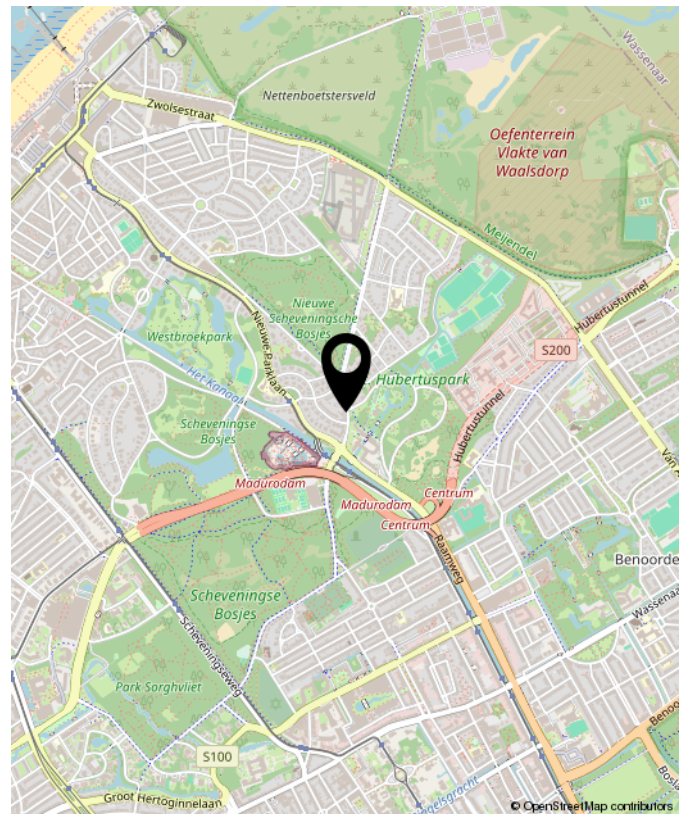 Wassenaar
Nettenboetstersveld
Zwolsestraat
Oefenterrein
Vlakte van
Waalsdorp
Meijendel
Nieuwe
Scheveningsche
Bosjes
Westbroekpark
Nieuwe Parklaan
Hubertustunnel
S200
Het Kanaal
Hubertuspark
Scheveningse
Bosjes
Hubertustunnel
Madurodam
Madurodam
Centrum
Centrum
Raamweg
Benoorde
Scheveningse
Bosjes
Wassenaar
Scheveningseweg
Park Sorghvliet
S100
Groot Hertoginnelaan
© OpenStreetMap contributors